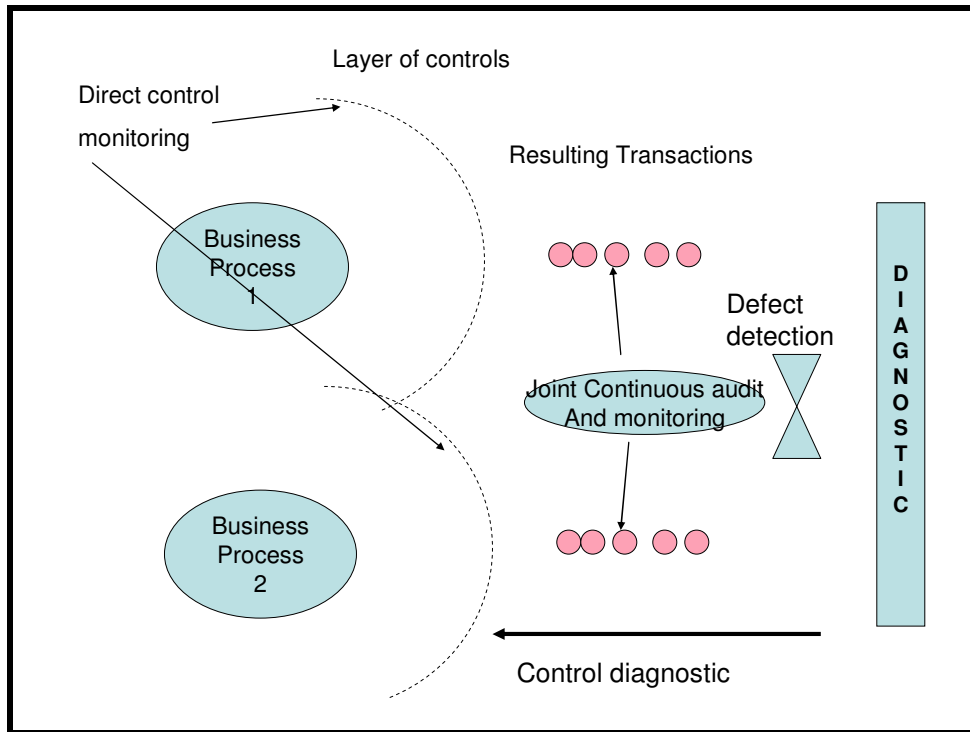 Layer of controls
Direct control
monitoring
Resulting Transactions
Business
Process
1
Defect
detection
Joint Continuous audit
And monitoring
D
I
A
G
N
O
S
T
I
C
Business
Process
2
Control diagnostic